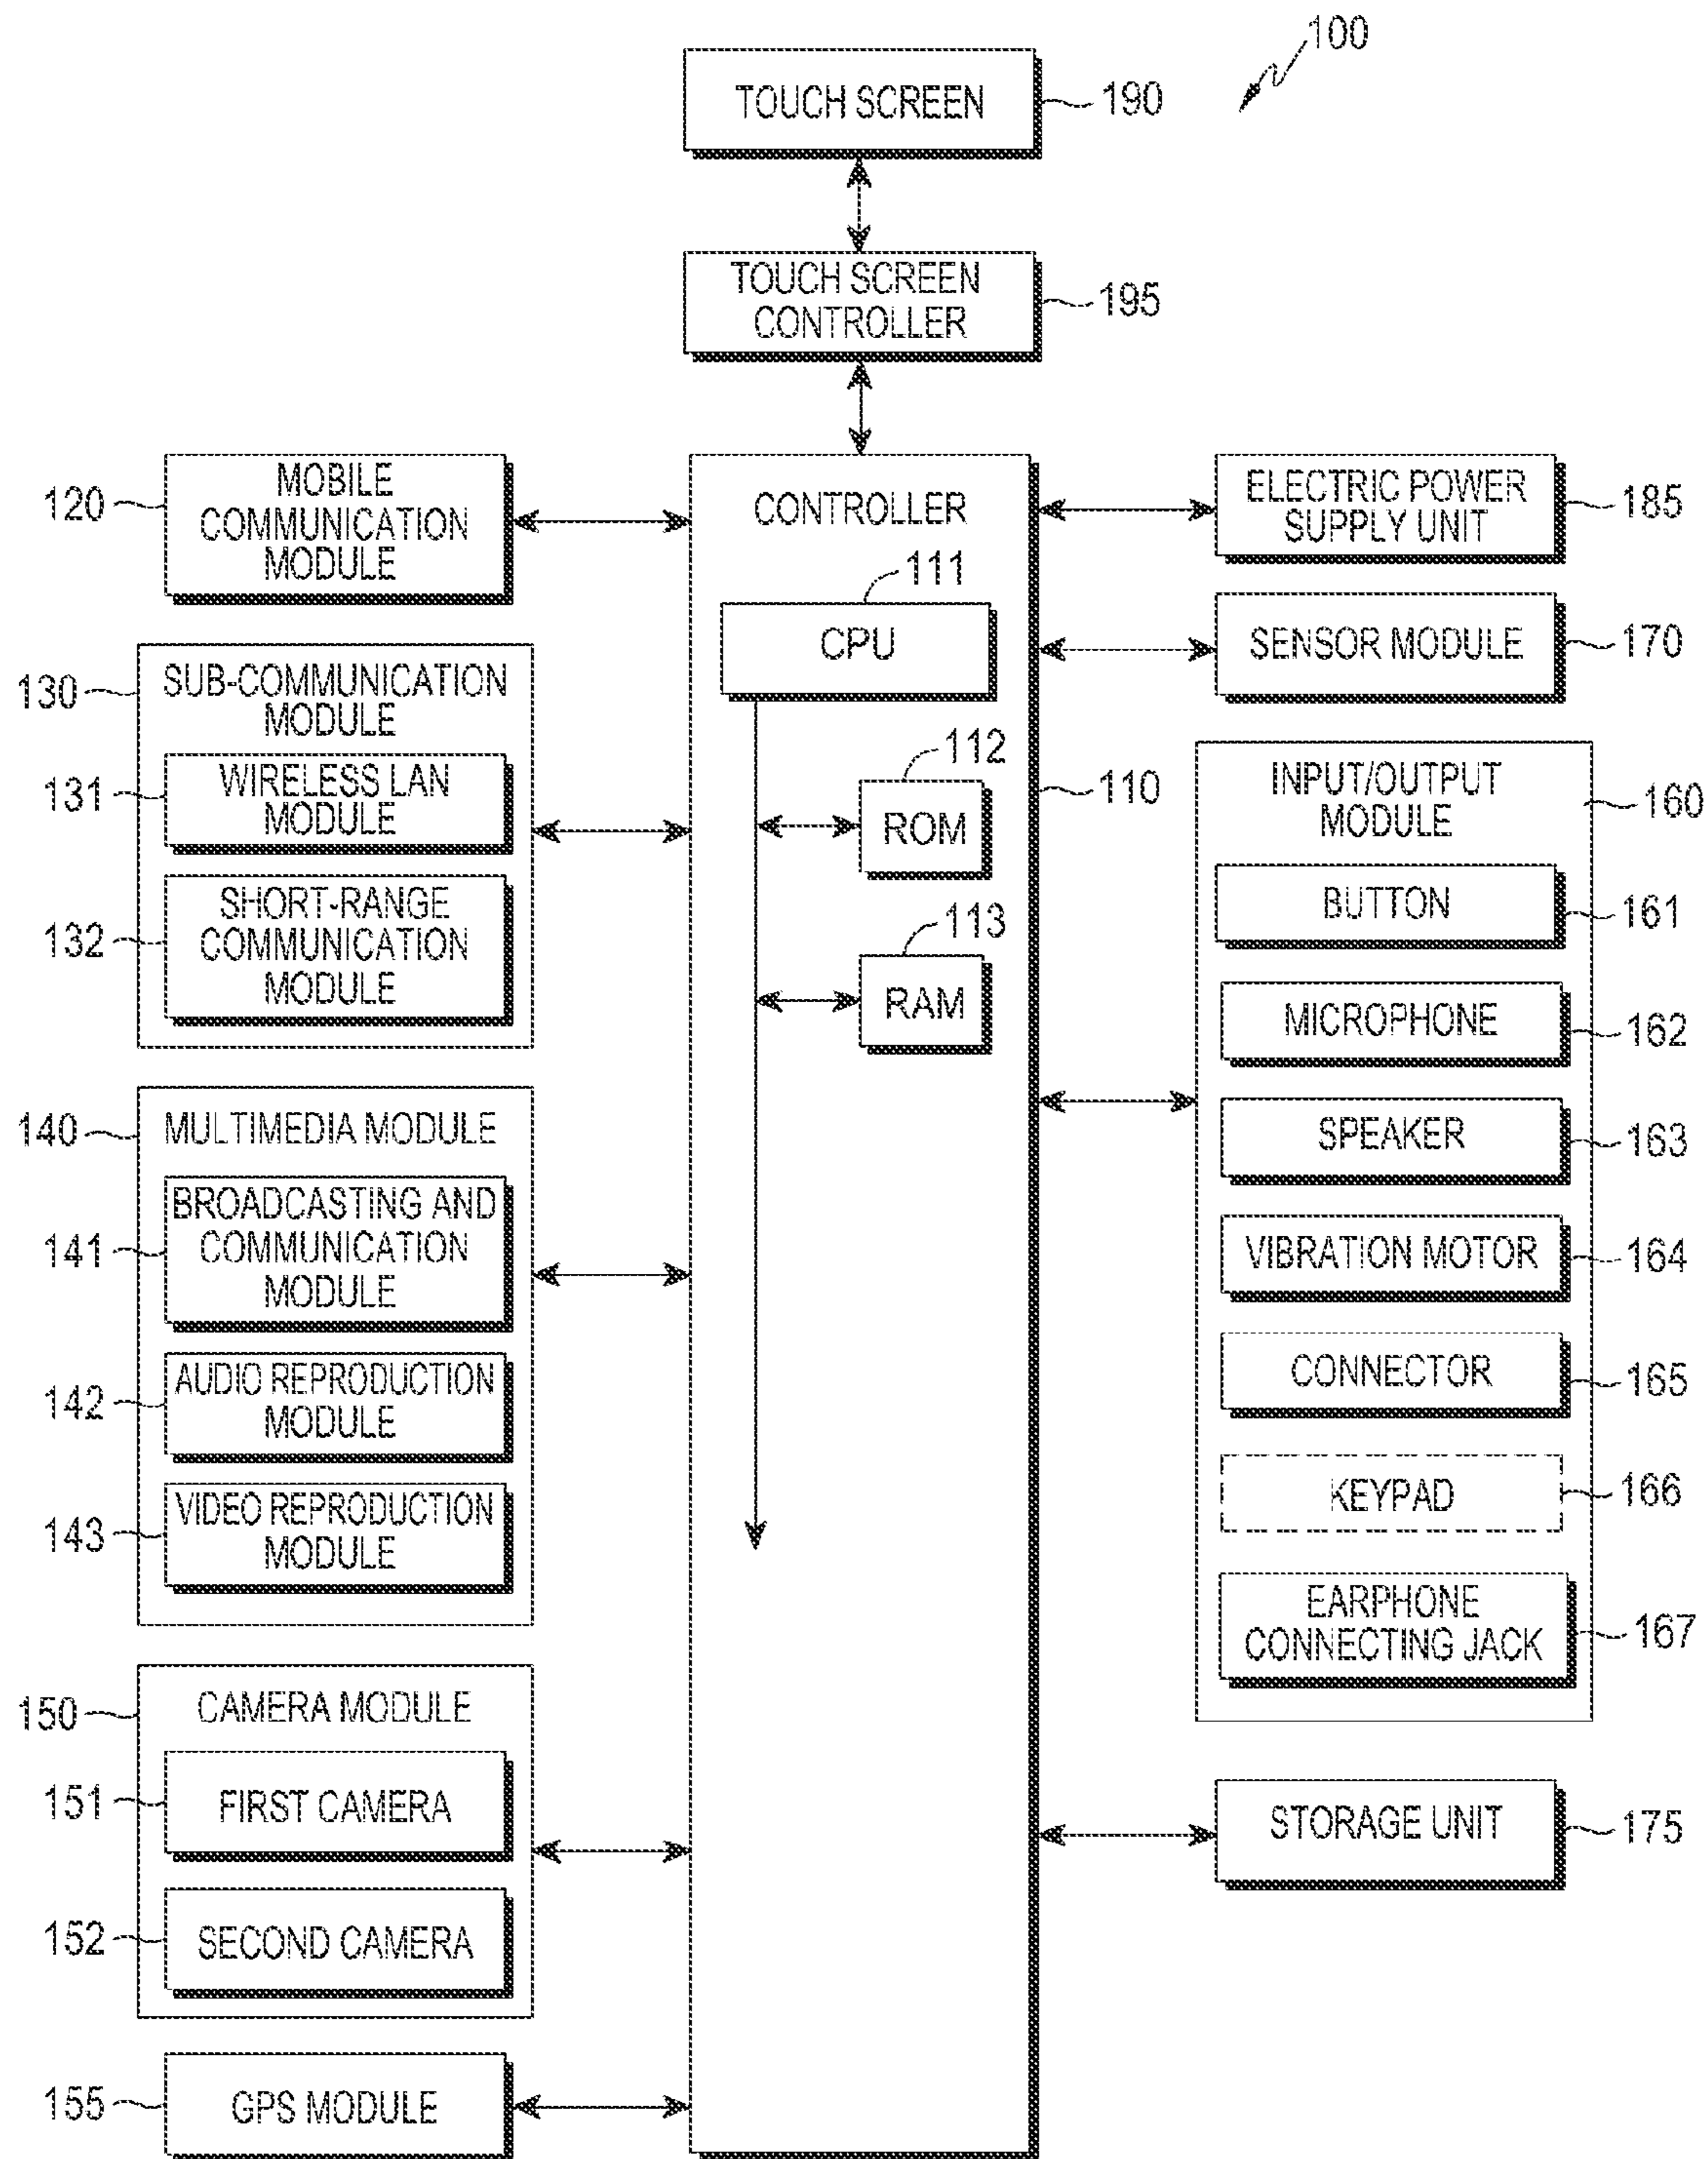 100
TOUCH SCREEN
190
TOUCH SCREEN
CONTROLLER
195
120
MOBILE
COMMUNICATION
MODULE
130
SUB-COMMUNICATION
MODULE
131
WIRELESS LAN
MODULE
132
SHORT-RANGE
COMMUNICATION
MODULE
140
MULTIMEDIA MODULE
141
BROADCASTING AND
COMMUNICATION
MODULE
142
AUDIO REPRODUCTION
MODULE
143
VIDEO REPRODUCTION
MODULE
150
CAMERA MODULE
151
FIRST CAMERA
152
SECOND CAMERA
155
GPS MODULE
CONTROLLER
111
CPU
112
ROM
110
113
RAM
ELECTRIC POWER
SUPPLY UNIT
185
SENSOR MODULE
170
INPUT/OUTPUT
MODULE
160
BUTTON
161
MICROPHONE
162
SPEAKER
163
VIBRATION MOTOR
164
CONNECTOR
165
KEYPAD
166
EARPHONE
CONNECTING JACK
167
STORAGE UNIT
175